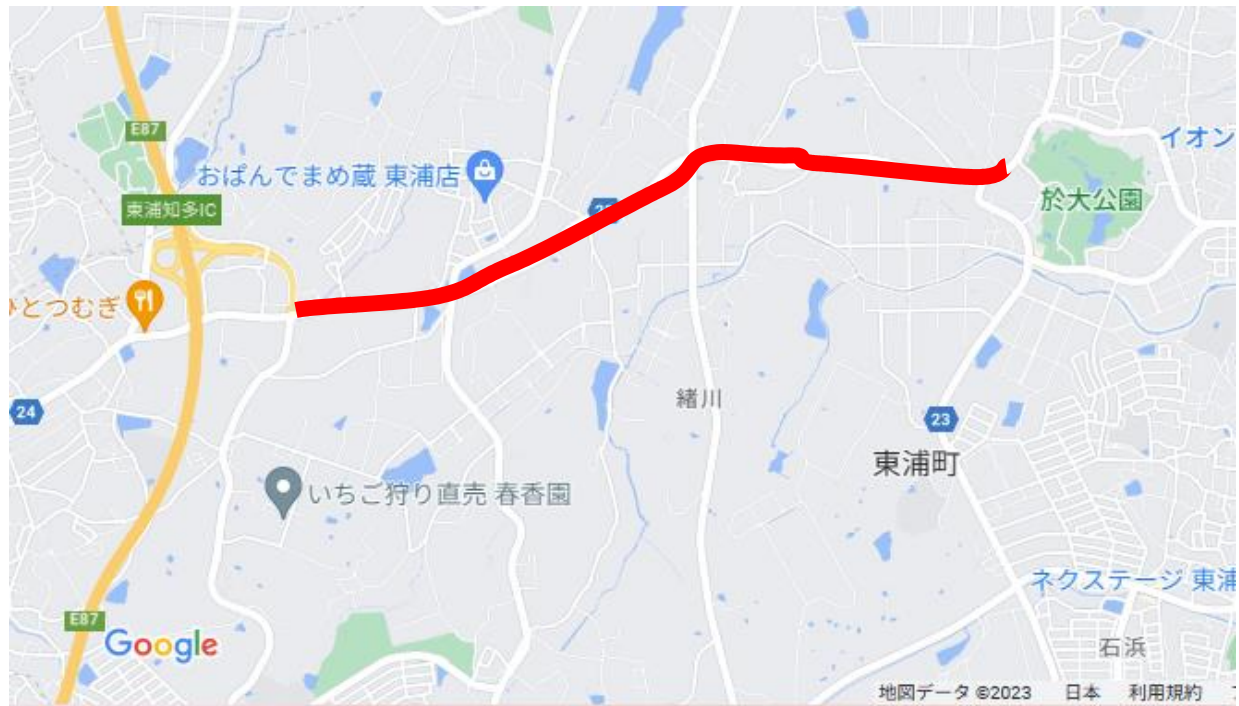 E87
イオン
おぱんでまめ蔵 東浦店
東浦知多IC
於大公園
ひとつむぎ
24
緒川
23
東浦町
いちご狩り直売 春香園
ネクステージ 東浦
E87
Google
石浜
地図データ ©2023 日本 利用規約